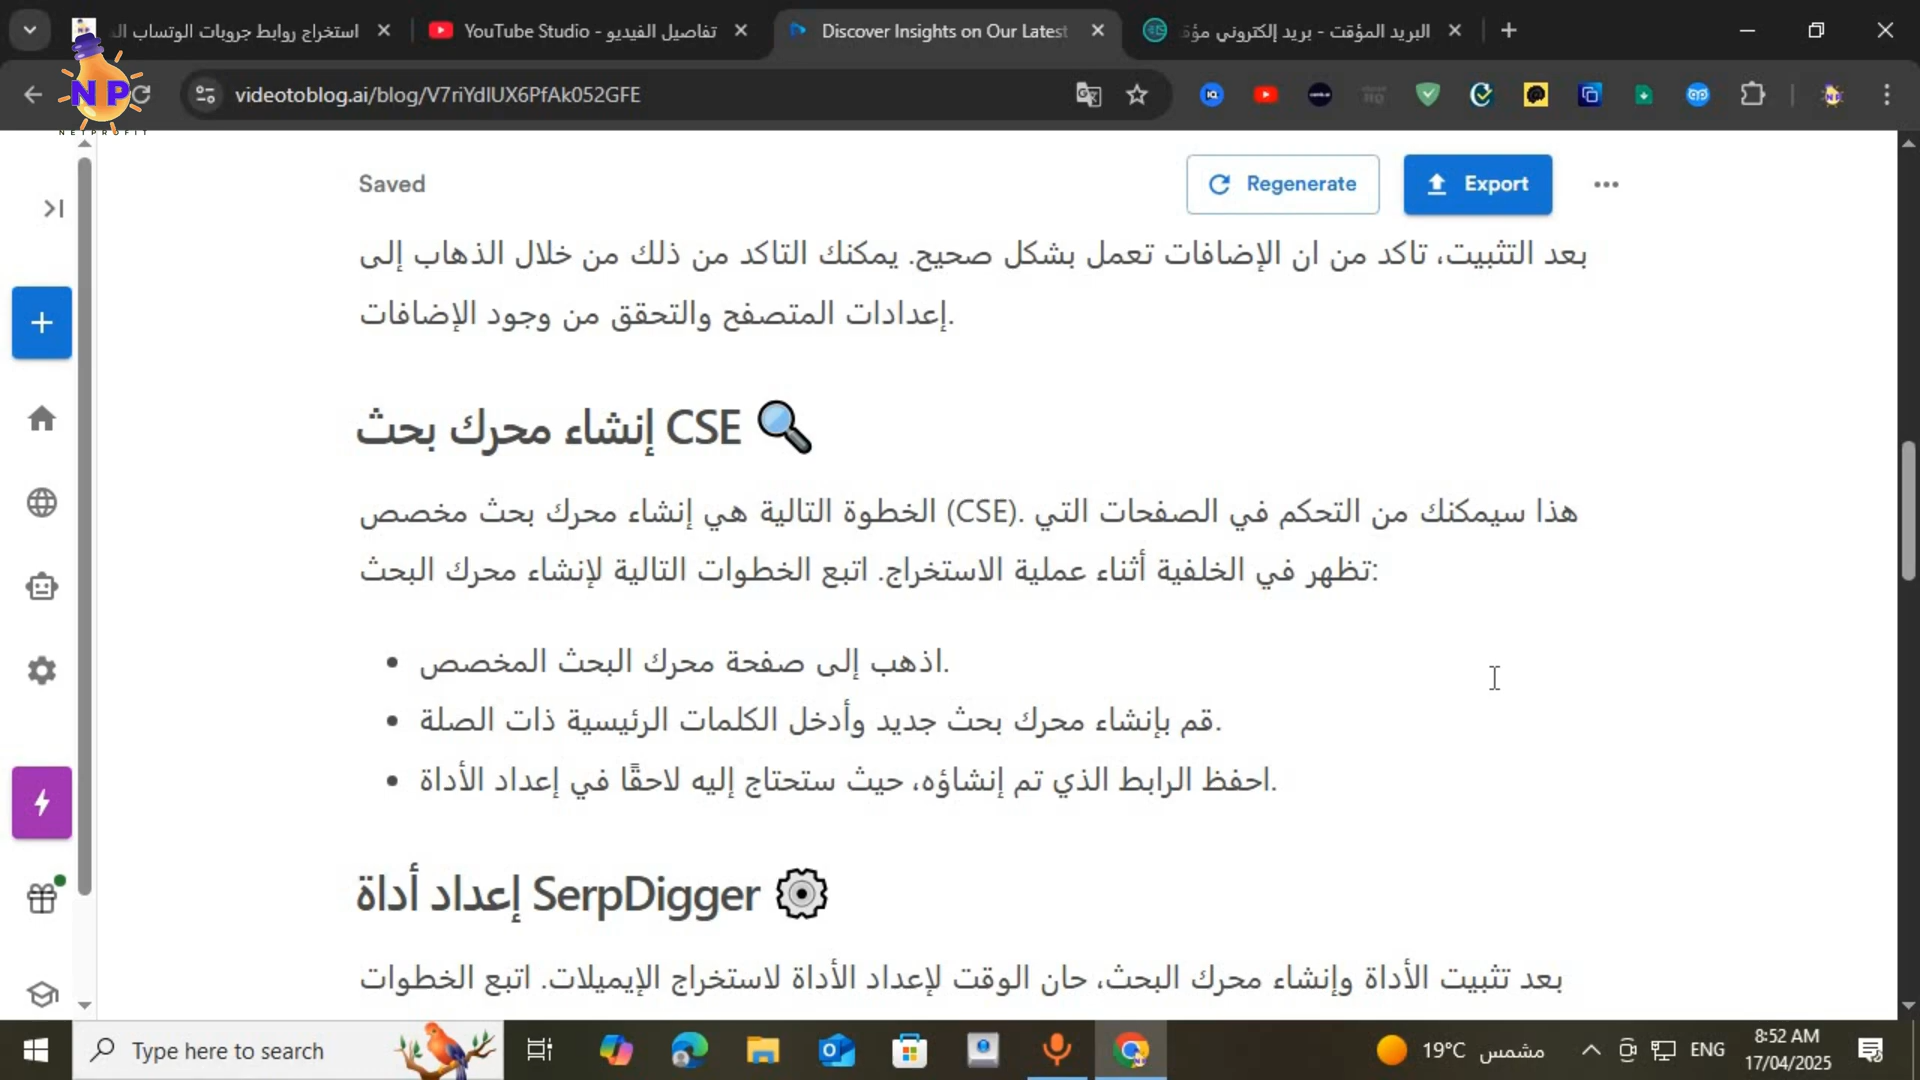 استخراج روابط جروبات الوتساب
تفاصيل الفيديو - YouTube Studio
Discover Insights on Our Latest
البريد المؤقت - بريد إلكتروني
NP
NETPROFIT
videotoblog.ai/blog/V7riYdlUX6PfAk052GFE
Saved
Regenerate
Export
بعد التثبيت، تاكد من ان الإضافات تعمل بشكل صحيح. يمكنك التاكد من ذلك من خلال الذهاب إلى
إعدادات المتصفح والتحقق من وجود الإضافات.
إنشاء محرك بحث CSE 🔍
الخطوة التالية هي إنشاء محرك بحث مخصص (CSE). هذا سيمكنك من التحكم في الصفحات التي
تظهر في الخلفية أثناء عملية الاستخراج. اتبع الخطوات التالية لإنشاء محرك البحث:
• اذهب إلى صفحة محرك البحث المخصص.
• قم بإنشاء محرك بحث جديد وأدخل الكلمات الرئيسية ذات الصلة.
• احفظ الرابط الذي تم إنشاؤه، حيث ستحتاج إليه لاحقًا في إعداد الأداة.
إعداد أداة SerpDigger ⚙️
بعد تثبيت الأداة وإنشاء محرك البحث، حان الوقت لإعداد الأداة لاستخراج الإيميلات. اتبع الخطوات
Type here to search
19°C مشمس
ENG
8:52 AM
17/04/2025